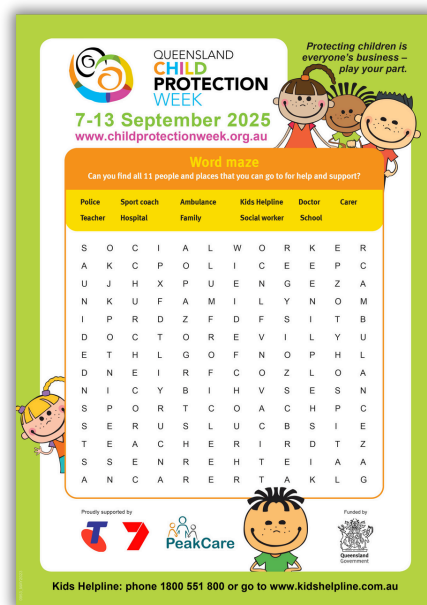 QUEENSLAND
CHILD
PROTECTION
WEEK
Protecting children is
everyone's business –
play your part.
7-13 September 2025
www.childprotectionweek.org.au
Word maze
Can you find all 11 people and places that you can go to for help and support?
Police Sport coach Ambulance Kids Helpline Doctor Carer
Teacher Hospital Family Social worker School
S O C I A L W O R K E R
A K C P O L I C E E P C
U J H X P U E N G E Z A
N K U F A M I L Y N O M
I P R D Z F D F S I T B
D O C T O R E V I L Y U
E T H L G O F N O P H L
D N E I R F C O Z L O A
N I C Y B I H V S E S N
S P O R T C O A C H P C
S E R U S L U C B S I E
T E A C H E R I R D T Z
S S E N R E H T E I A A
A N C A R E R T A K L G
Proudly supported by
T 7
PeakCare
Funded by
Queensland
Government
Kids Helpline: phone 1800 551 800 or go to www.kidshelpline.com.au